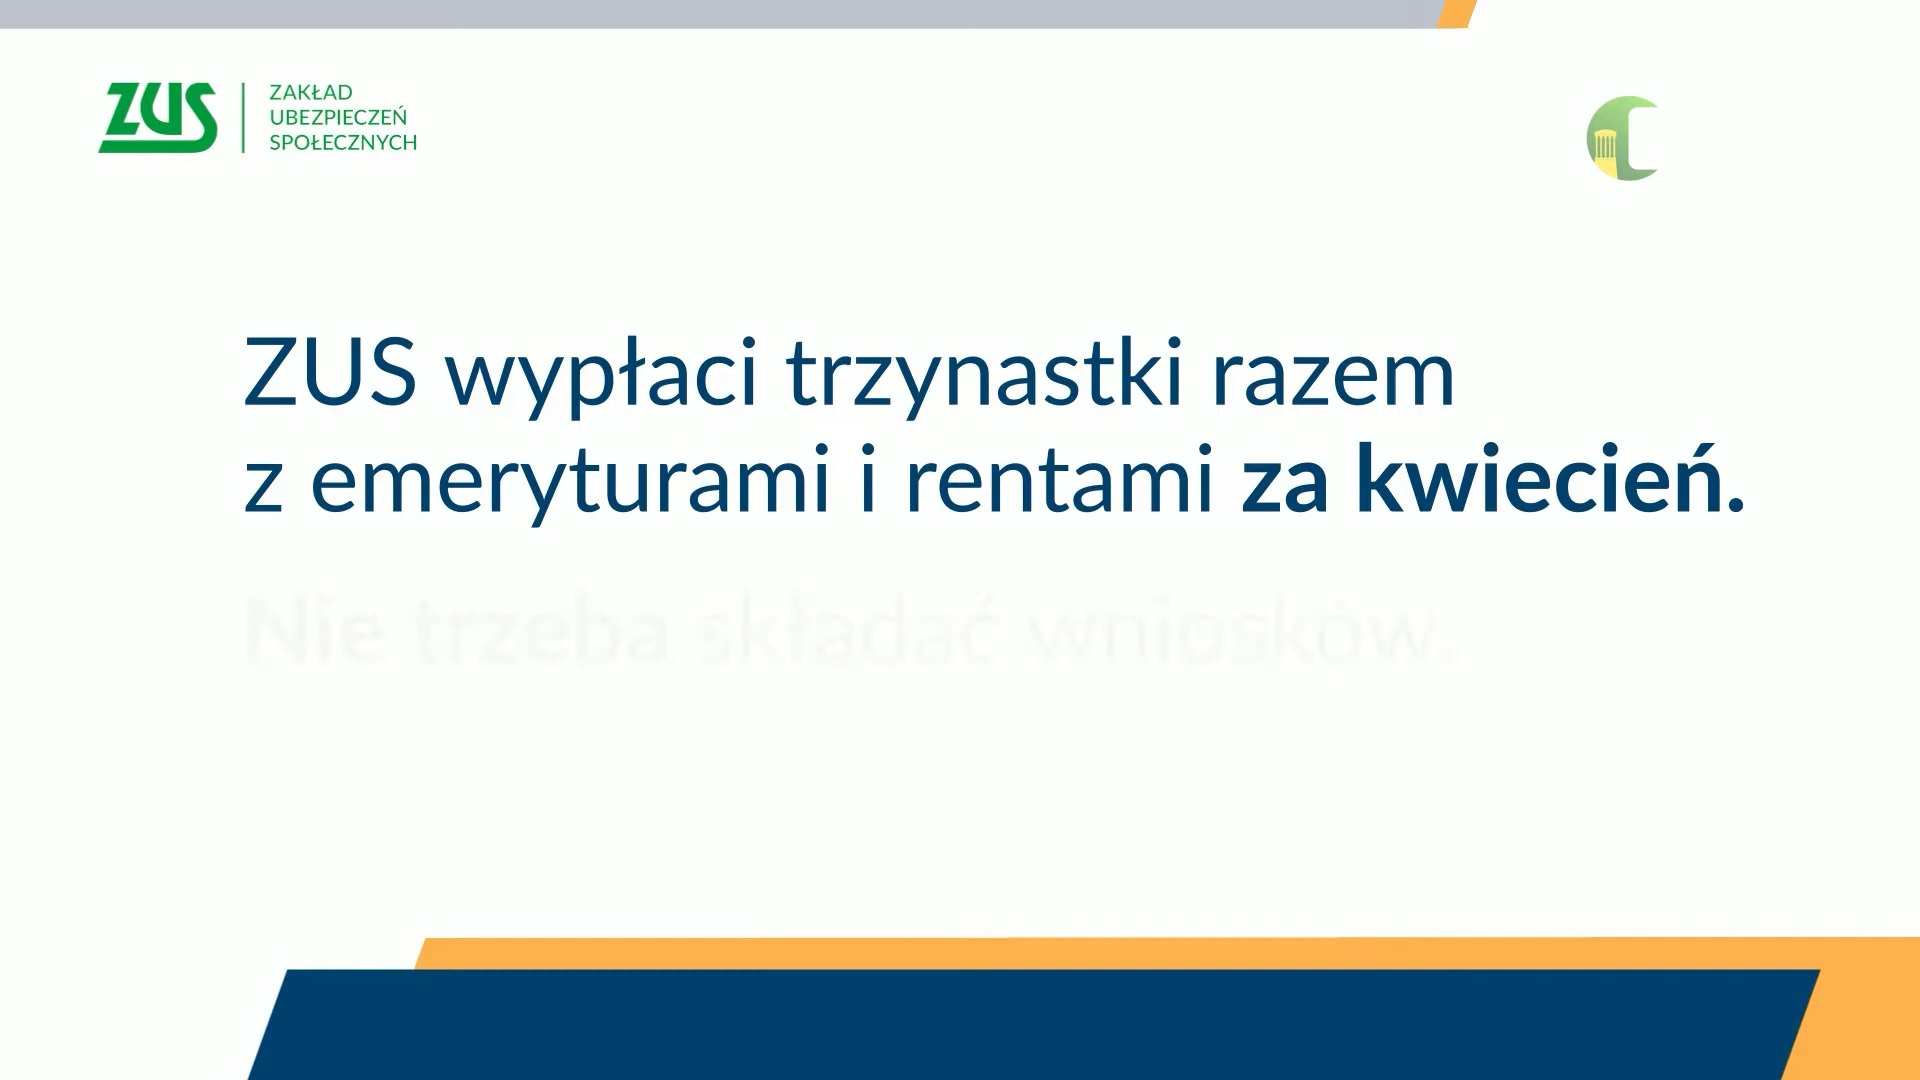 ZUS
ZAKŁAD
UBEZPIECZEŃ
SPOŁECZNYCH
ZUS wypłaci trzynastki razem
z emeryturami i rentami za kwiecień.
Nie trzeba składać wniosków.